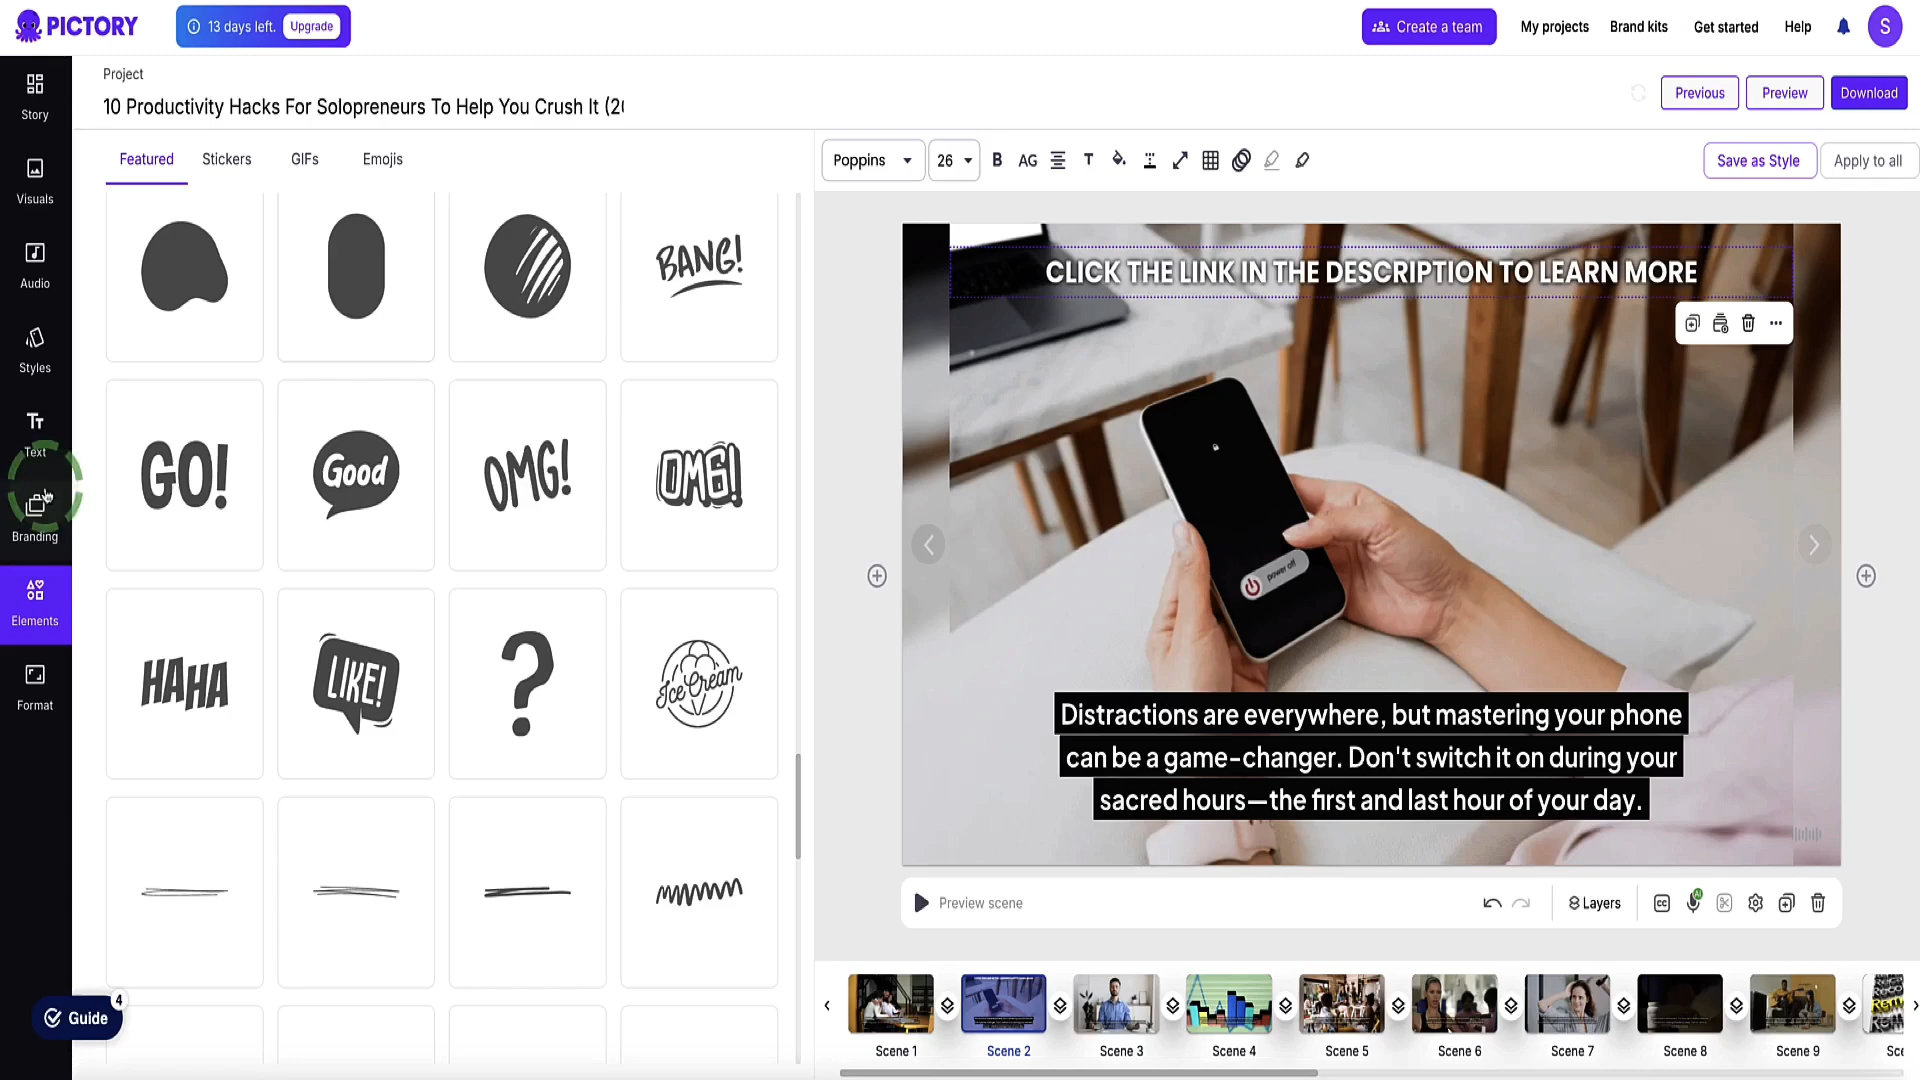 PICTORY
13 days left.
Upgrade
Create a team
My projects
Brand kits
Get started
Help
S
Project
10 Productivity Hacks For Solopreneurs To Help You Crush It (20
Previous
Preview
Download
Story
Visuals
Audio
Styles
Text
Branding
Elements
Format
Featured
Stickers
GIFs
Emojis
BANG!
GO!
Good
OMG!
OMG!
HAHA
LIKE!
?
Ice Cream
Guide
4
Poppins
26
B
AG
T
Save as Style
Apply to all
CLICK THE LINK IN THE DESCRIPTION TO LEARN MORE
power off
Distractions are everywhere, but mastering your phone
can be a game-changer. Don't switch it on during your
sacred hours—the first and last hour of your day.
Preview scene
Layers
CC
AI
Scene 1
Scene 2
Scene 3
Scene 4
Scene 5
Scene 6
Scene 7
Scene 8
Scene 9
Sce